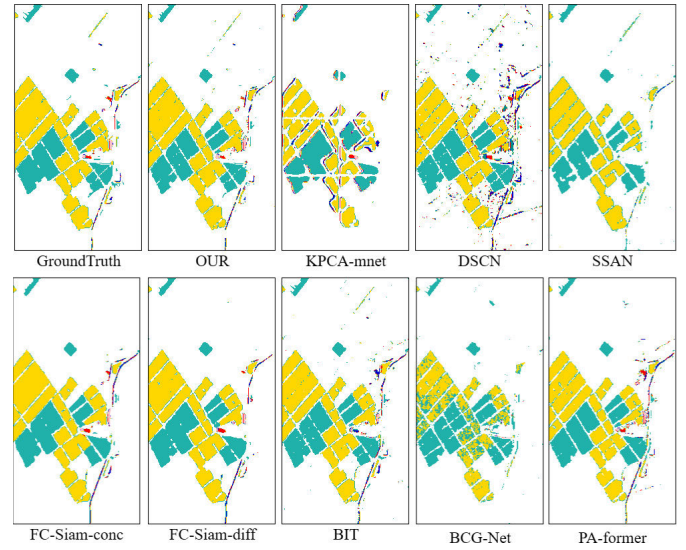 GroundTruth
OUR
KPCA-mnet
DSCN
SSAN
FC-Siam-conc
FC-Siam-diff
BIT
BCG-Net
PA-former